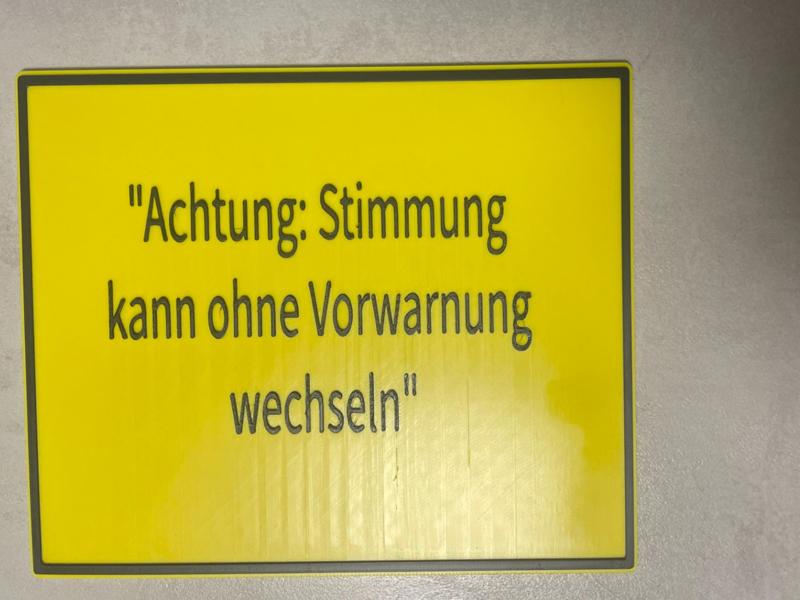 "Achtung: Stimmung
kann ohne Vorwarnung
wechseln"